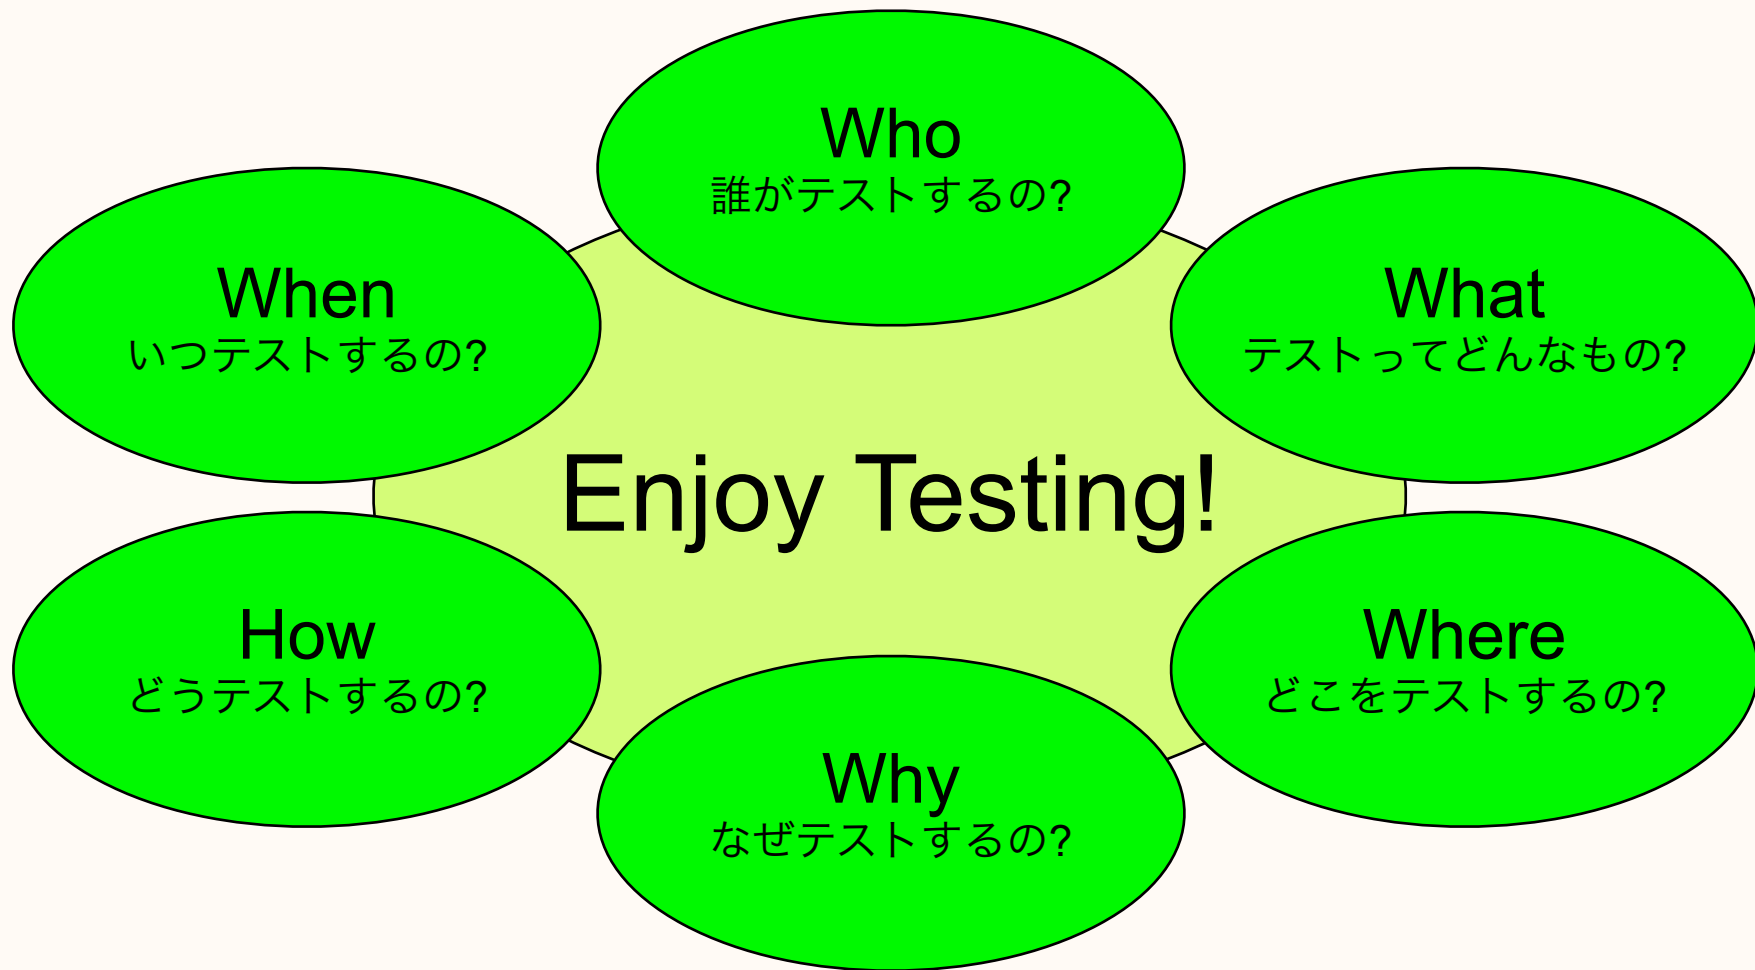 Who
誰がテストするの?
When
いつテストするの?
What
テストってどんなもの?
Enjoy Testing!
How
どうテストするの?
Where
どこをテストするの?
Why
なぜテストするの?